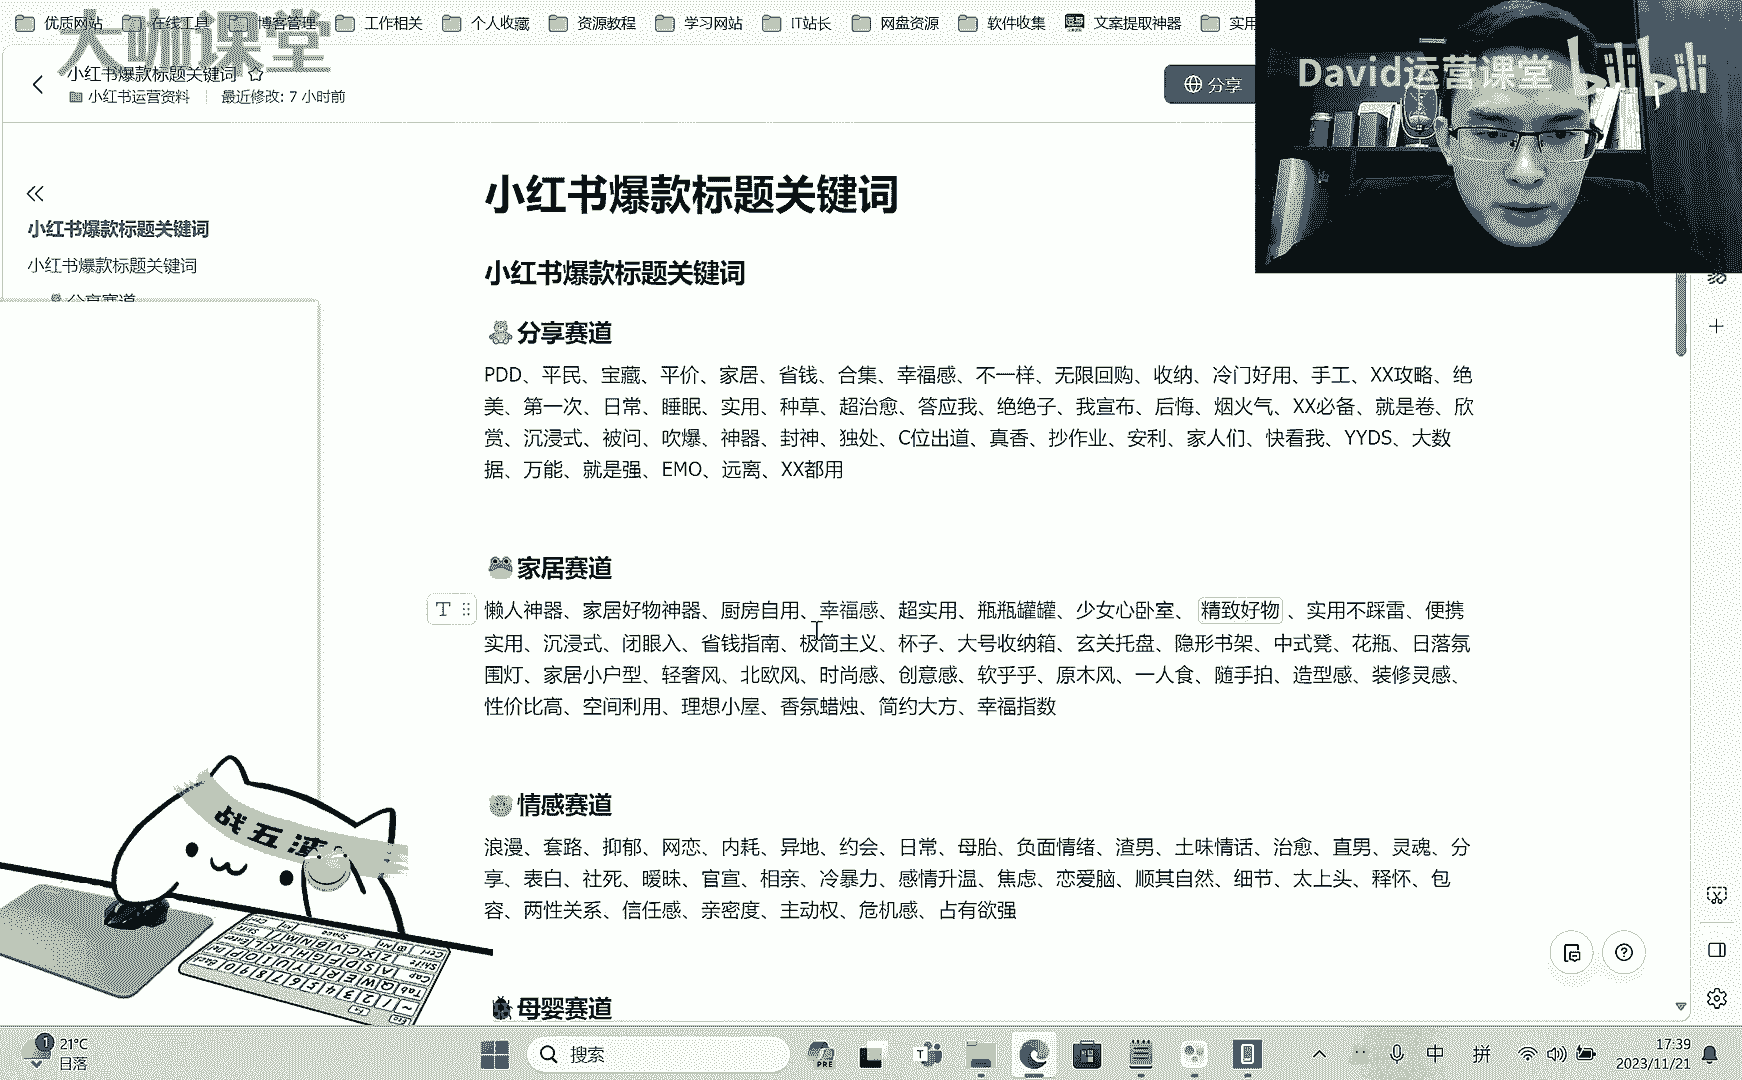 优质网站 在线工具 博客管理 工作相关 个人收藏 资源教程 学习网站 IT站长 网盘资源 软件收集 文案提取神器 实用
大咖课堂
小红书爆款标题关键词
小红书运营资料 最近修改: 7 小时前
分享
David运营课堂 bilibili
小红书爆款标题关键词
小红书爆款标题关键词
分享赛道
小红书爆款标题关键词
小红书爆款标题关键词
分享赛道
PDD、平民、宝藏、平价、家居、省钱、合集、幸福感、不一样、无限回购、收纳、冷门好用、手工、XX攻略、绝
美、第一次、日常、睡眠、实用、种草、超治愈、答应我、绝绝子、我宣布、后悔、烟火气、XX必备、就是卷、欣
赏、沉浸式、被问、吹爆、神器、封神、独处、C位出道、真香、抄作业、安利、家人们、快看我、YYDS、大数
据、万能、就是强、EMO、远离、XX都用
家居赛道
懒人神器、家居好物神器、厨房自用、幸福感、超实用、瓶瓶罐罐、少女心卧室、 精致好物 、实用不踩雷、便携
实用、沉浸式、闭眼入、省钱指南、极简主义、杯子、大号收纳箱、玄关托盘、隐形书架、中式凳、花瓶、日落氛
围灯、家居小户型、轻奢风、北欧风、时尚感、创意感、软乎乎、原木风、一人食、随手拍、造型感、装修灵感、
性价比高、空间利用、理想小屋、香氛蜡烛、简约大方、幸福指数
情感赛道
浪漫、套路、抑郁、网恋、内耗、异地、约会、日常、母胎、负面情绪、渣男、土味情话、治愈、直男、灵魂、分
享、表白、社死、暧昧、官宣、相亲、冷暴力、感情升温、焦虑、恋爱脑、顺其自然、细节、太上头、释怀、包
容、两性关系、信任感、亲密度、主动权、危机感、占有欲强
母婴赛道
战五渣
1
21°C
日落
搜索
PRE
中 拼
17:39
2023/11/21